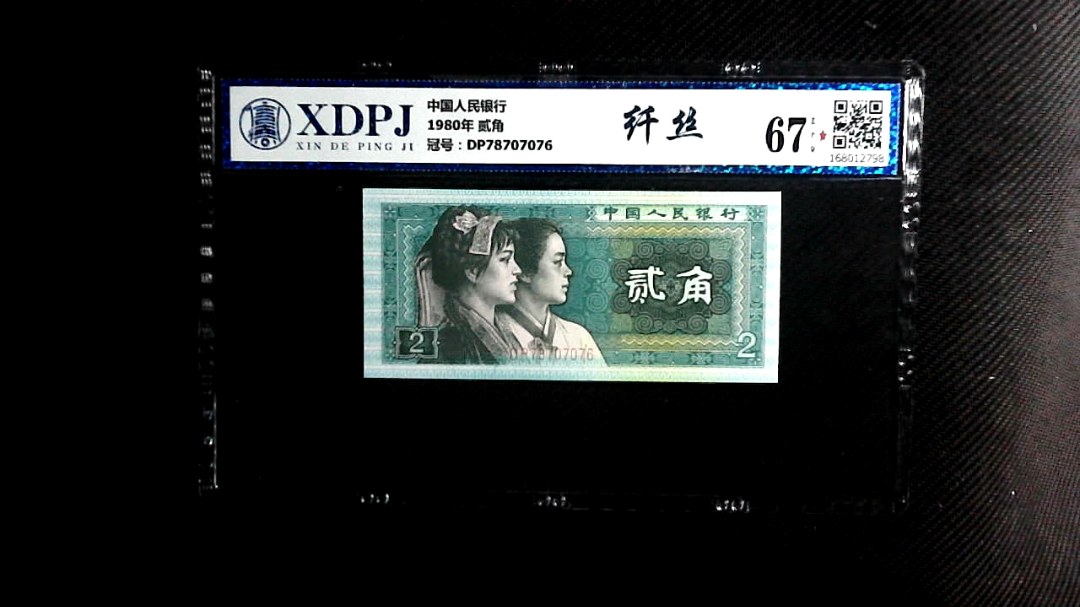 XDPJ
XIN DE PING JI
中国人民银行
1980年 贰角
冠号：DP78707076
纤丝
67
168012798
中国人民银行
贰角
2
2
DP78707076